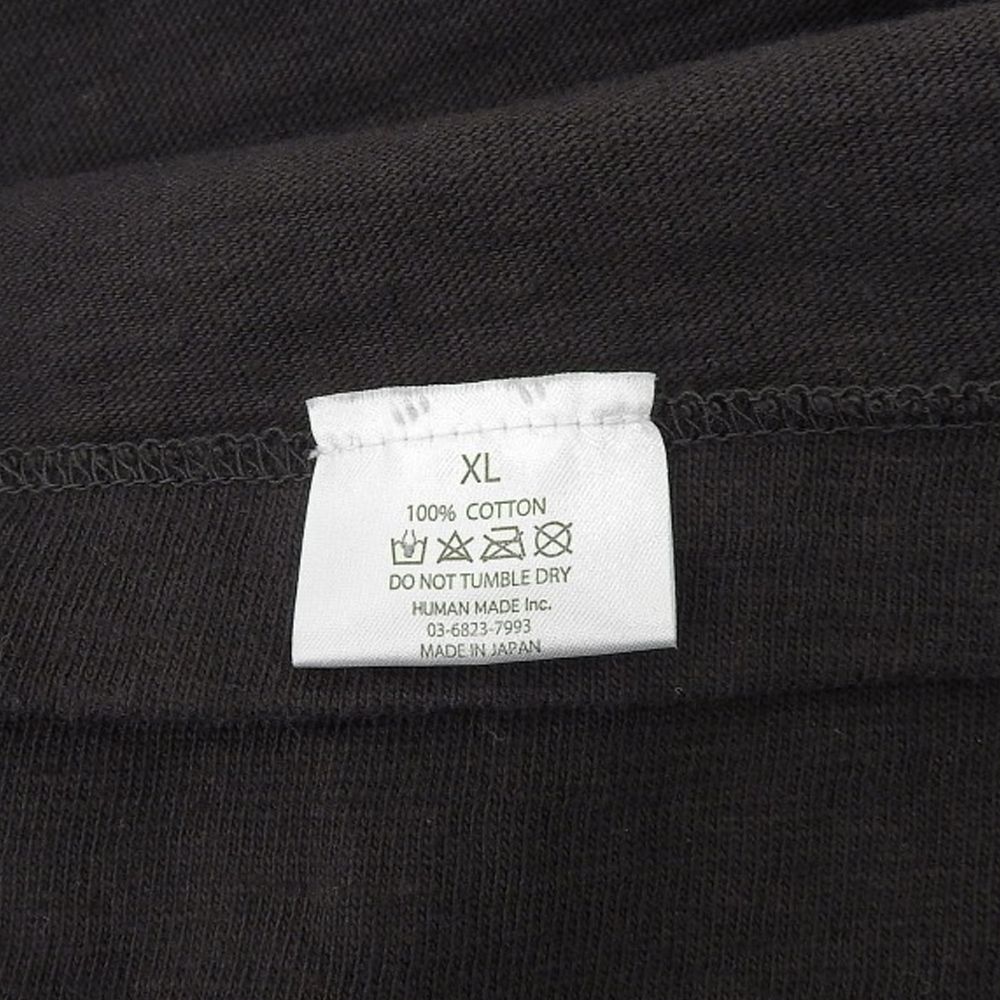 XL
100% COTTON
DO NOT TUMBLE DRY
HUMAN MADE Inc.
03-6823-7993
MADE IN JAPAN